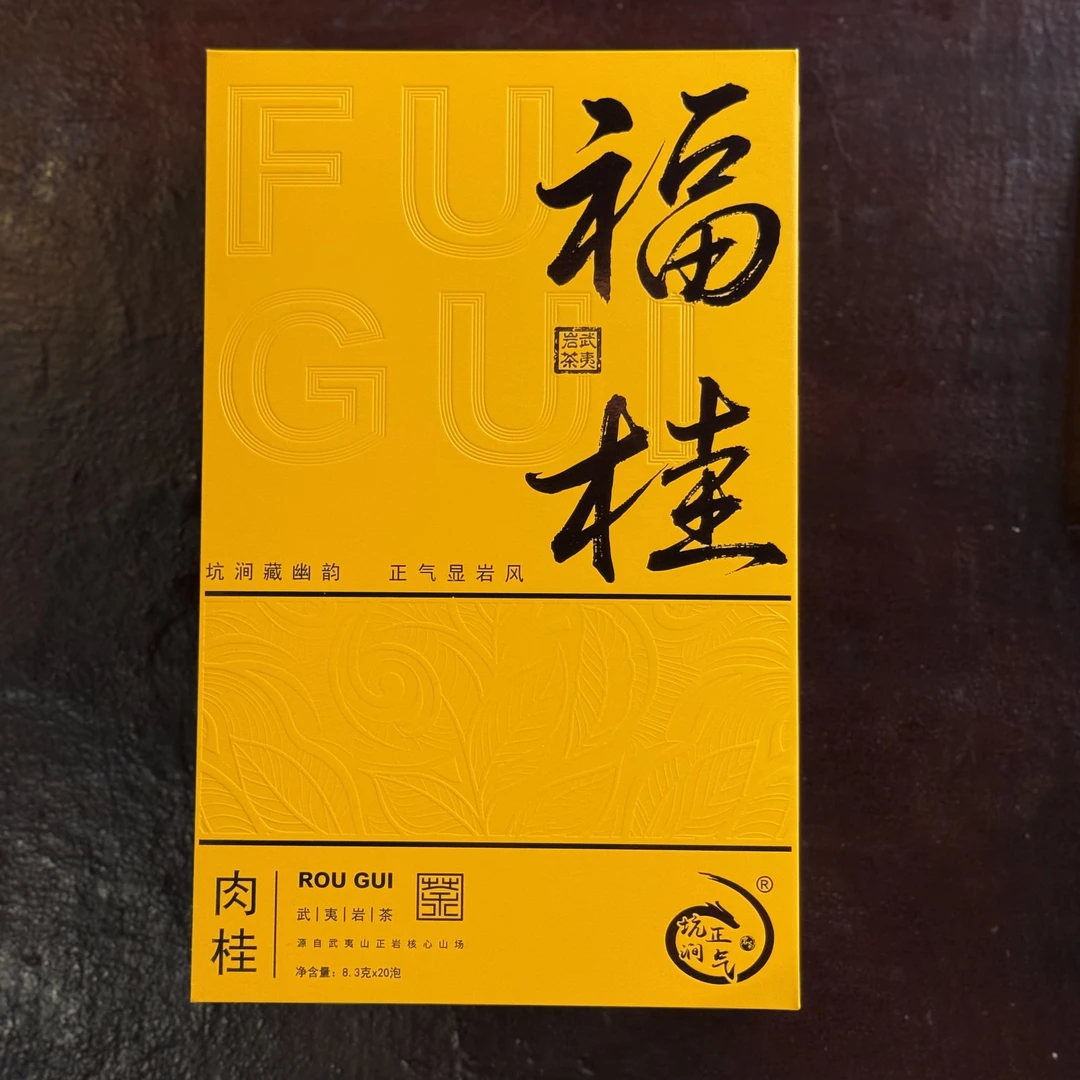 FU
GUI
福
桂
武夷
岩茶
坑涧藏幽韵 正气显岩风
肉桂
ROU GUI
茶
武|夷|岩|茶
源自武夷山正岩核心山场
净含量：8.3克x20泡
正气
坑涧
®